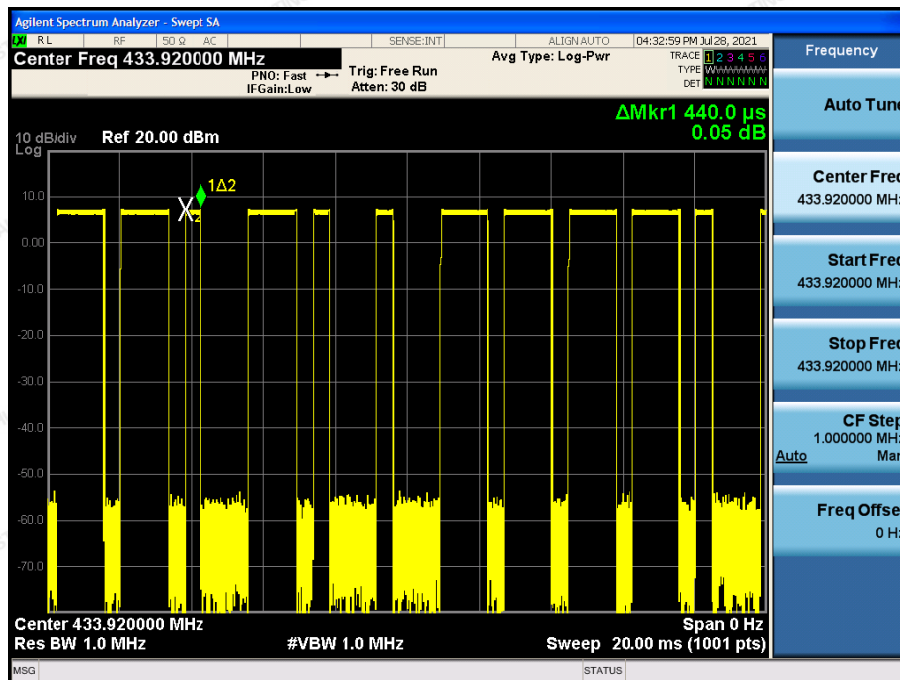 Agilent Spectrum Analyzer - Swept SA
LXI RL RF 50 Ω AC SENSE:INT ALIGN AUTO 04:32:59 PM Jul 28, 2021
Center Freq 433.920000 MHz
PNO: Fast
IFGain:Low
Trig: Free Run
Atten: 30 dB
Avg Type: Log-Pwr
TRACE 1 2 3 4 5 6
TYPE W
DET N N N N N N
ΔMkr1 440.0 µs
0.05 dB
10 dB/div Ref 20.00 dBm
Log
10.0
0.00
-10.0
-20.0
-30.0
-40.0
-50.0
-60.0
-70.0
1Δ2
X
2
Center 433.920000 MHz
Span 0 Hz
Res BW 1.0 MHz
#VBW 1.0 MHz
Sweep 20.00 ms (1001 pts)
MSG
STATUS
Frequency
Auto Tune
Center Freq
433.920000 MHz
Start Freq
433.920000 MHz
Stop Freq
433.920000 MHz
CF Step
1.000000 MHz
Auto Man
Freq Offse
0 Hz